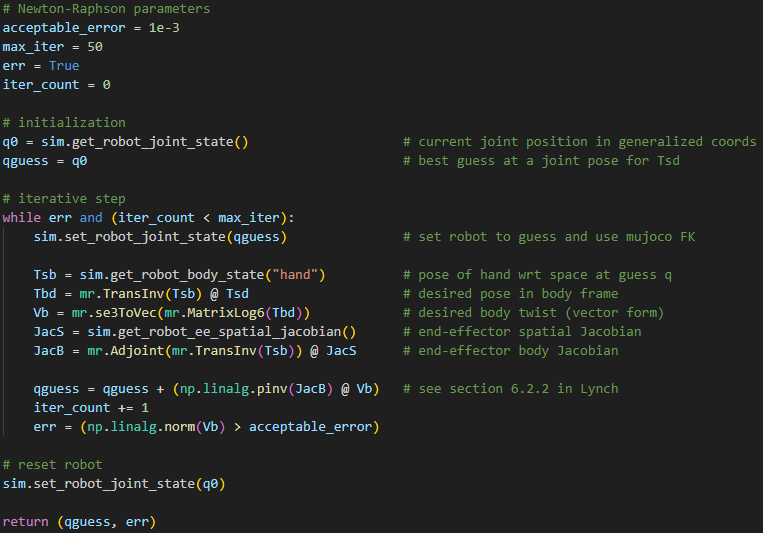 # Newton-Raphson parameters
acceptable_error = 1e-3
max_iter = 50
err = True
iter_count = 0
# initialization
q0 = sim.get_robot_joint_state() # current joint position in generalized coords
qguess = q0 # best guess at a joint pose for Tsd
# iterative step
while err and (iter_count < max_iter):
sim.set_robot_joint_state(qguess) # set robot to guess and use mujoco FK
Tsb = sim.get_robot_body_state("hand") # pose of hand wrt space at guess q
Tbd = mr.TransInv(Tsb) @ Tsd # desired pose in body frame
Vb = mr.se3ToVec(mr.MatrixLog6(Tbd)) # desired body twist (vector form)
JacS = sim.get_robot_ee_spatial_jacobian() # end-effector spatial Jacobian
JacB = mr.Adjoint(mr.TransInv(Tsb)) @ JacS # end-effector body Jacobian
qguess = qguess + (np.linalg.pinv(JacB) @ Vb) # see section 6.2.2 in Lynch
iter_count += 1
err = (np.linalg.norm(Vb) > acceptable_error)
# reset robot
sim.set_robot_joint_state(q0)
return (qguess, err)